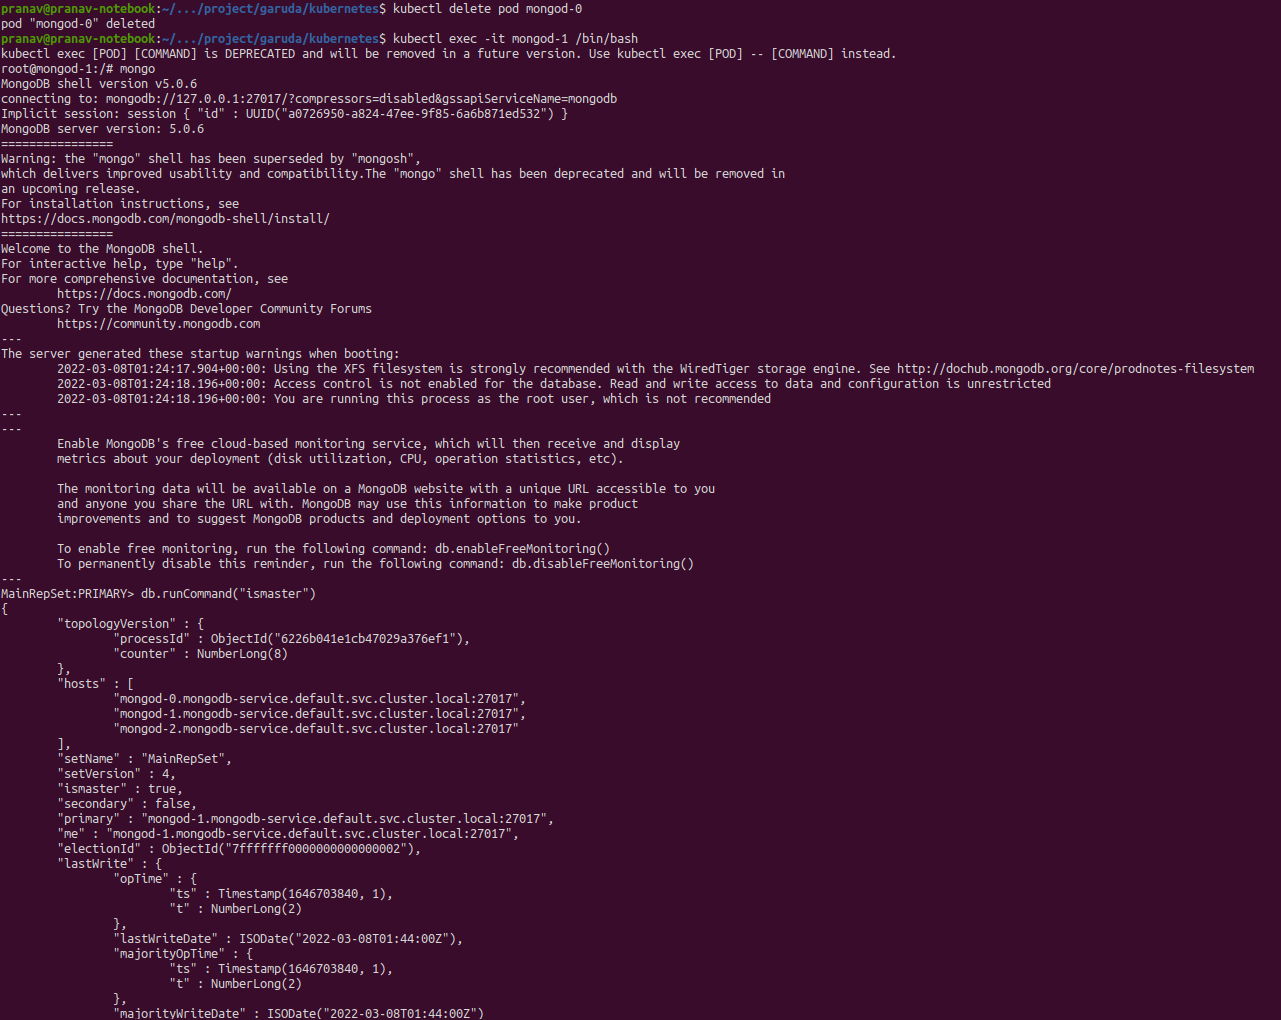 pranav@pranav-notebook:~/.../project/garuda/kubernetes$ kubectl delete pod mongod-0
pod "mongod-0" deleted
pranav@pranav-notebook:~/.../project/garuda/kubernetes$ kubectl exec -it mongod-1 /bin/bash
kubectl exec [POD] [COMMAND] is DEPRECATED and will be removed in a future version. Use kubectl exec [POD] -- [COMMAND] instead.
root@mongod-1:/# mongo
MongoDB shell version v5.0.6
connecting to: mongodb://127.0.0.1:27017/?compressors=disabled&gssapiServiceName=mongodb
Implicit session: session { "id" : UUID("a0726950-a824-47ee-9f85-6a6b871ed532") }
MongoDB server version: 5.0.6
================
Warning: the "mongo" shell has been superseded by "mongosh",
which delivers improved usability and compatibility.The "mongo" shell has been deprecated and will be removed in
an upcoming release.
For installation instructions, see
https://docs.mongodb.com/mongodb-shell/install/
================
Welcome to the MongoDB shell.
For interactive help, type "help".
For more comprehensive documentation, see
        https://docs.mongodb.com/
Questions? Try the MongoDB Developer Community Forums
        https://community.mongodb.com
---
The server generated these startup warnings when booting:
        2022-03-08T01:24:17.904+00:00: Using the XFS filesystem is strongly recommended with the WiredTiger storage engine. See http://dochub.mongodb.org/core/prodnotes-filesystem
        2022-03-08T01:24:18.196+00:00: Access control is not enabled for the database. Read and write access to data and configuration is unrestricted
        2022-03-08T01:24:18.196+00:00: You are running this process as the root user, which is not recommended
---
---
        Enable MongoDB's free cloud-based monitoring service, which will then receive and display
        metrics about your deployment (disk utilization, CPU, operation statistics, etc).

        The monitoring data will be available on a MongoDB website with a unique URL accessible to you
        and anyone you share the URL with. MongoDB may use this information to make product
        improvements and to suggest MongoDB products and deployment options to you.

        To enable free monitoring, run the following command: db.enableFreeMonitoring()
        To permanently disable this reminder, run the following command: db.disableFreeMonitoring()
---
MainRepSet:PRIMARY> db.runCommand("ismaster")
{
        "topologyVersion" : {
                "processId" : ObjectId("6226b041e1cb47029a376ef1"),
                "counter" : NumberLong(8)
        },
        "hosts" : [
                "mongod-0.mongodb-service.default.svc.cluster.local:27017",
                "mongod-1.mongodb-service.default.svc.cluster.local:27017",
                "mongod-2.mongodb-service.default.svc.cluster.local:27017"
        ],
        "setName" : "MainRepSet",
        "setVersion" : 4,
        "ismaster" : true,
        "secondary" : false,
        "primary" : "mongod-1.mongodb-service.default.svc.cluster.local:27017",
        "me" : "mongod-1.mongodb-service.default.svc.cluster.local:27017",
        "electionId" : ObjectId("7fffffff0000000000000002"),
        "lastWrite" : {
                "opTime" : {
                        "ts" : Timestamp(1646703840, 1),
                        "t" : NumberLong(2)
                },
                "lastWriteDate" : ISODate("2022-03-08T01:44:00Z"),
                "majorityOpTime" : {
                        "ts" : Timestamp(1646703840, 1),
                        "t" : NumberLong(2)
                },
                "majorityWriteDate" : ISODate("2022-03-08T01:44:00Z")